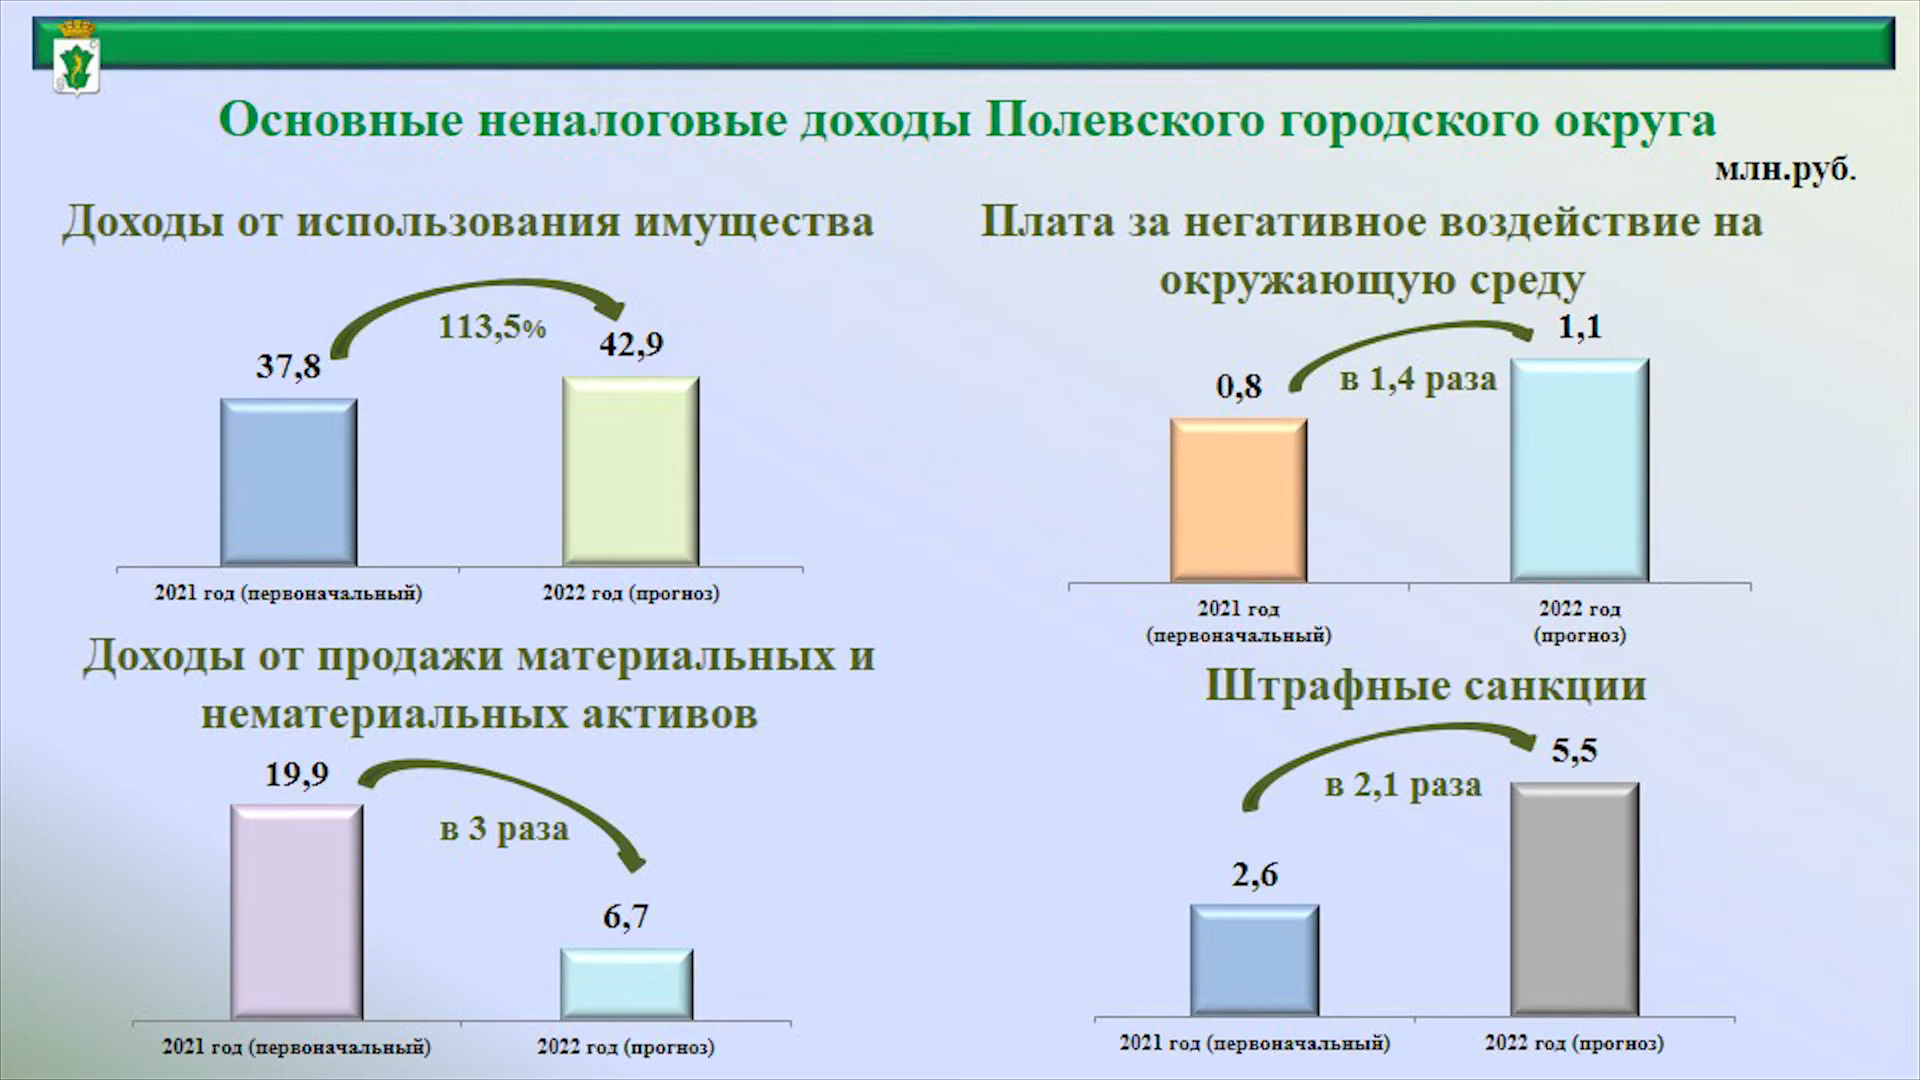 Основные неналоговые доходы Полевского городского округа
млн.руб.
Доходы от использования имущества
113,5%
37,8
42,9
2021 год (первоначальный)
2022 год (прогноз)
Плата за негативное воздействие на
окружающую среду
1,1
0,8
в 1,4 раза
2021 год
(первоначальный)
2022 год
(прогноз)
Доходы от продажи материальных и
нематериальных активов
19,9
в 3 раза
6,7
2021 год (первоначальный)
2022 год (прогноз)
Штрафные санкции
5,5
в 2,1 раза
2,6
2021 год (первоначальный)
2022 год (прогноз)